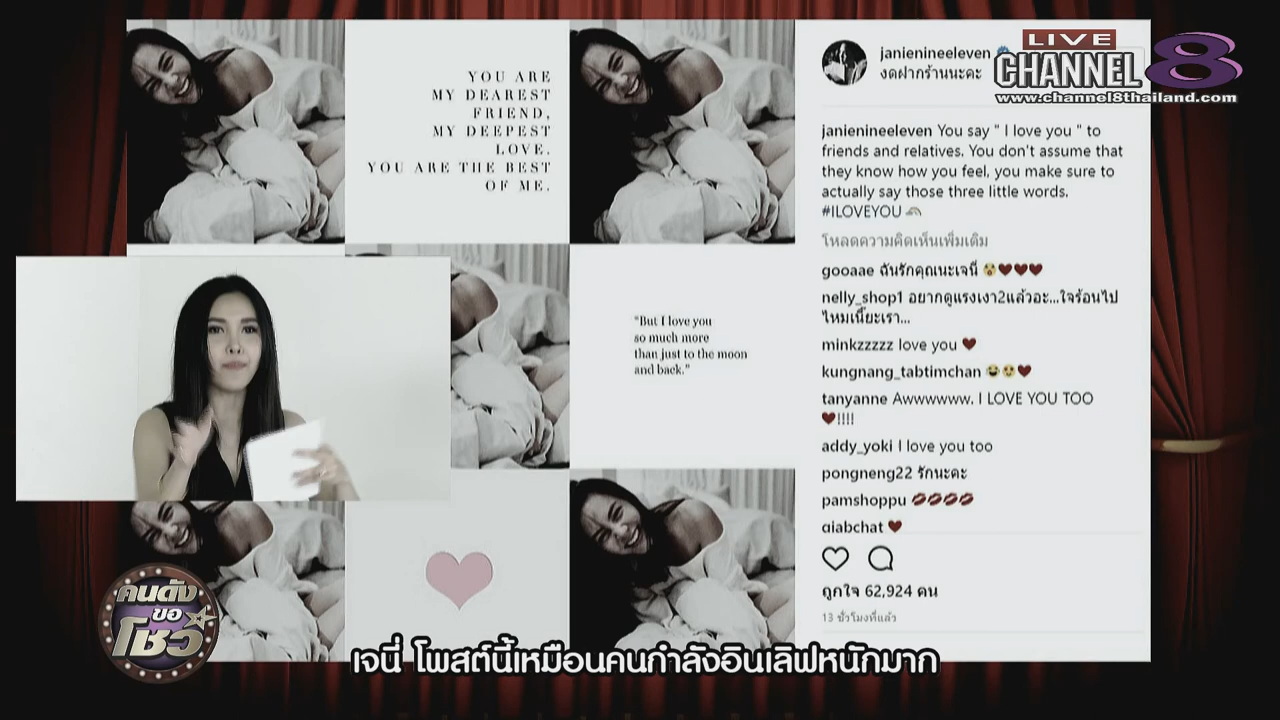 YOU ARE
MY DEAREST
FRIEND,
MY DEEPEST
LOVE.
YOU ARE THE BEST
OF ME.
"But I love you
so much more
than just to the moon
and back."
janienineeleven
งดฝากร้านนะคะ
LIVE
CHANNEL 8
www.channel8thailand.com
janienineeleven You say " I love you " to
friends and relatives. You don't assume that
they know how you feel, you make sure to
actually say those three little words.
#ILOVEYOU
โหลดความคิดเห็นเพิ่มเติม
gooaae ฉันรักคุณนะเจนี่ 😲❤❤❤
nelly_shop1 อยากดูแรงเงา2แล้วอะ...ใจร้อนไป
ไหมเนี๊ยะเรา...
minkzzzzz love you ❤
kungnang_tabtimchan 😂😍❤
tanyanne Awwwwww. I LOVE YOU TOO
❤!!!!
addy_yoki I love you too
pongneng22 รักนะคะ
pamshoppu 💋💋💋💋
aiabchat ❤
ถูกใจ 62,924 คน
13 ชั่วโมงที่แล้ว
คนดัง
ขอ
โชว์
เจนี่ โพสต์นี้เหมือนคนกำลังอินเลิฟหนักมาก